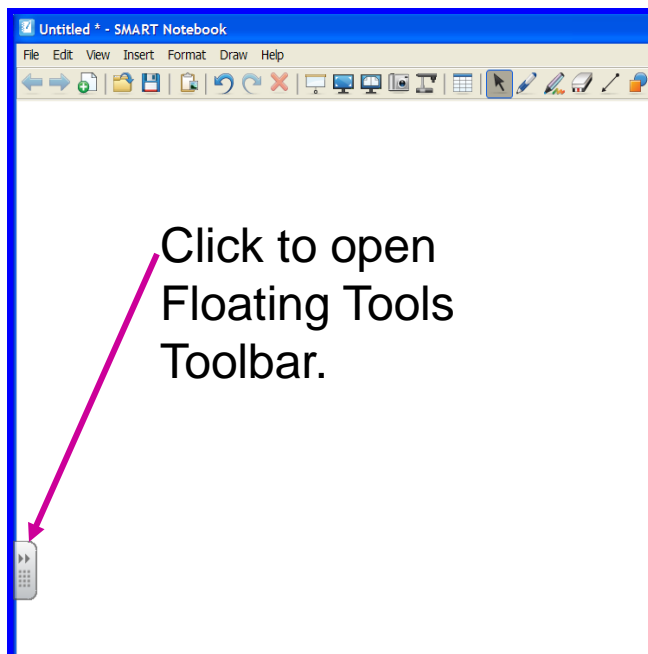 Untitled * - SMART Notebook
File Edit View Insert Format Draw Help
Click to open
Floating Tools
Toolbar.